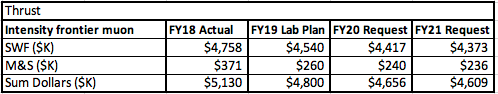 Thrust
Intensity frontier muon FY18 Actual FY19 Lab Plan FY20 Request FY21 Request
SWF ($K) $4,758 $4,540 $4,417 $4,373
M&S ($K) $371 $260 $240 $236
Sum Dollars ($K) $5,130 $4,800 $4,656 $4,609